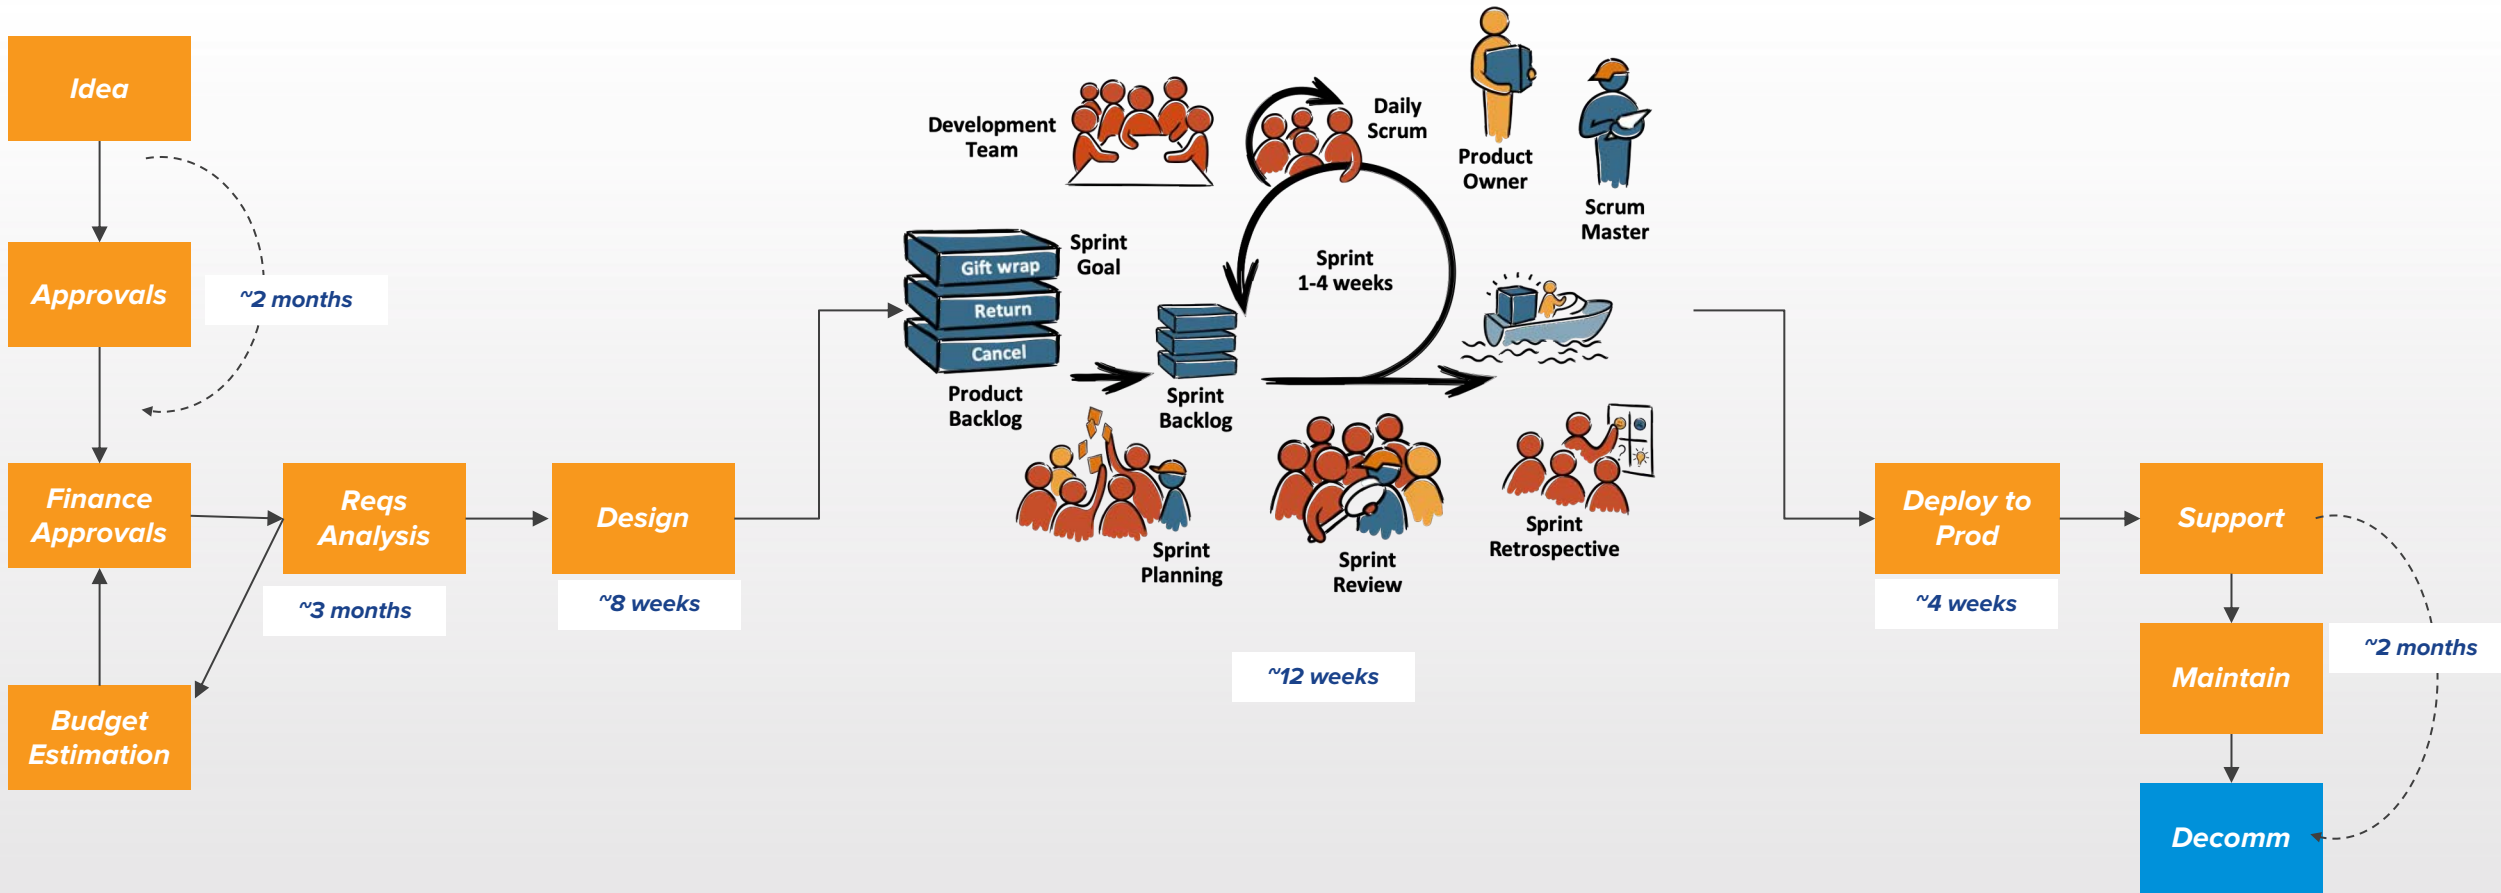 Idea
Approvals
~2 months
Finance
Approvals
Budget
Estimation
Reqs
Analysis
~3 months
Design
~8 weeks
Development
Team
Daily
Scrum
Product
Owner
Scrum
Master
Sprint
Goal
Gift wrap
Return
Cancel
Product
Backlog
Sprint
1-4 weeks
Sprint
Backlog
Sprint
Planning
Sprint
Review
?
Sprint
Retrospective
~12 weeks
Deploy to
Prod
~4 weeks
Support
Maintain
~2 months
Decomm